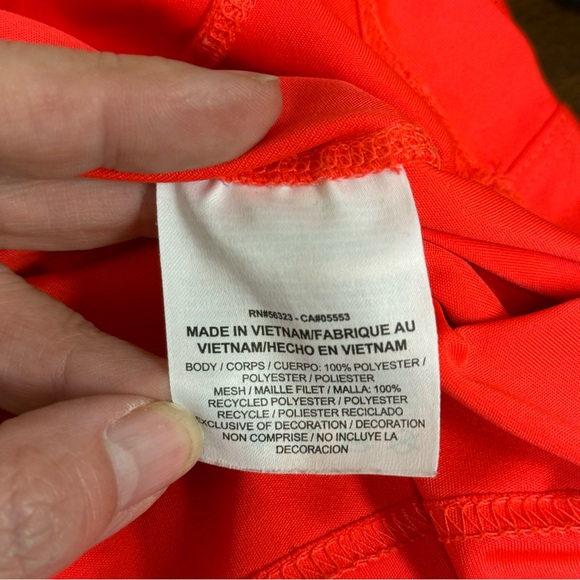 RN#56323 - CA#05553
MADE IN VIETNAM/FABRIQUE AU
VIETNAM/HECHO EN VIETNAM
BODY / CORPS / CUERPO: 100% POLYESTER /
POLYESTER / POLIESTER
MESH / MAILLE FILET / MALLA: 100%
RECYCLED POLYESTER / POLYESTER
RECYCLE / POLIESTER RECICLADO
EXCLUSIVE OF DECORATION / DECORATION
NON COMPRISE / NO INCLUYE LA
DECORACION